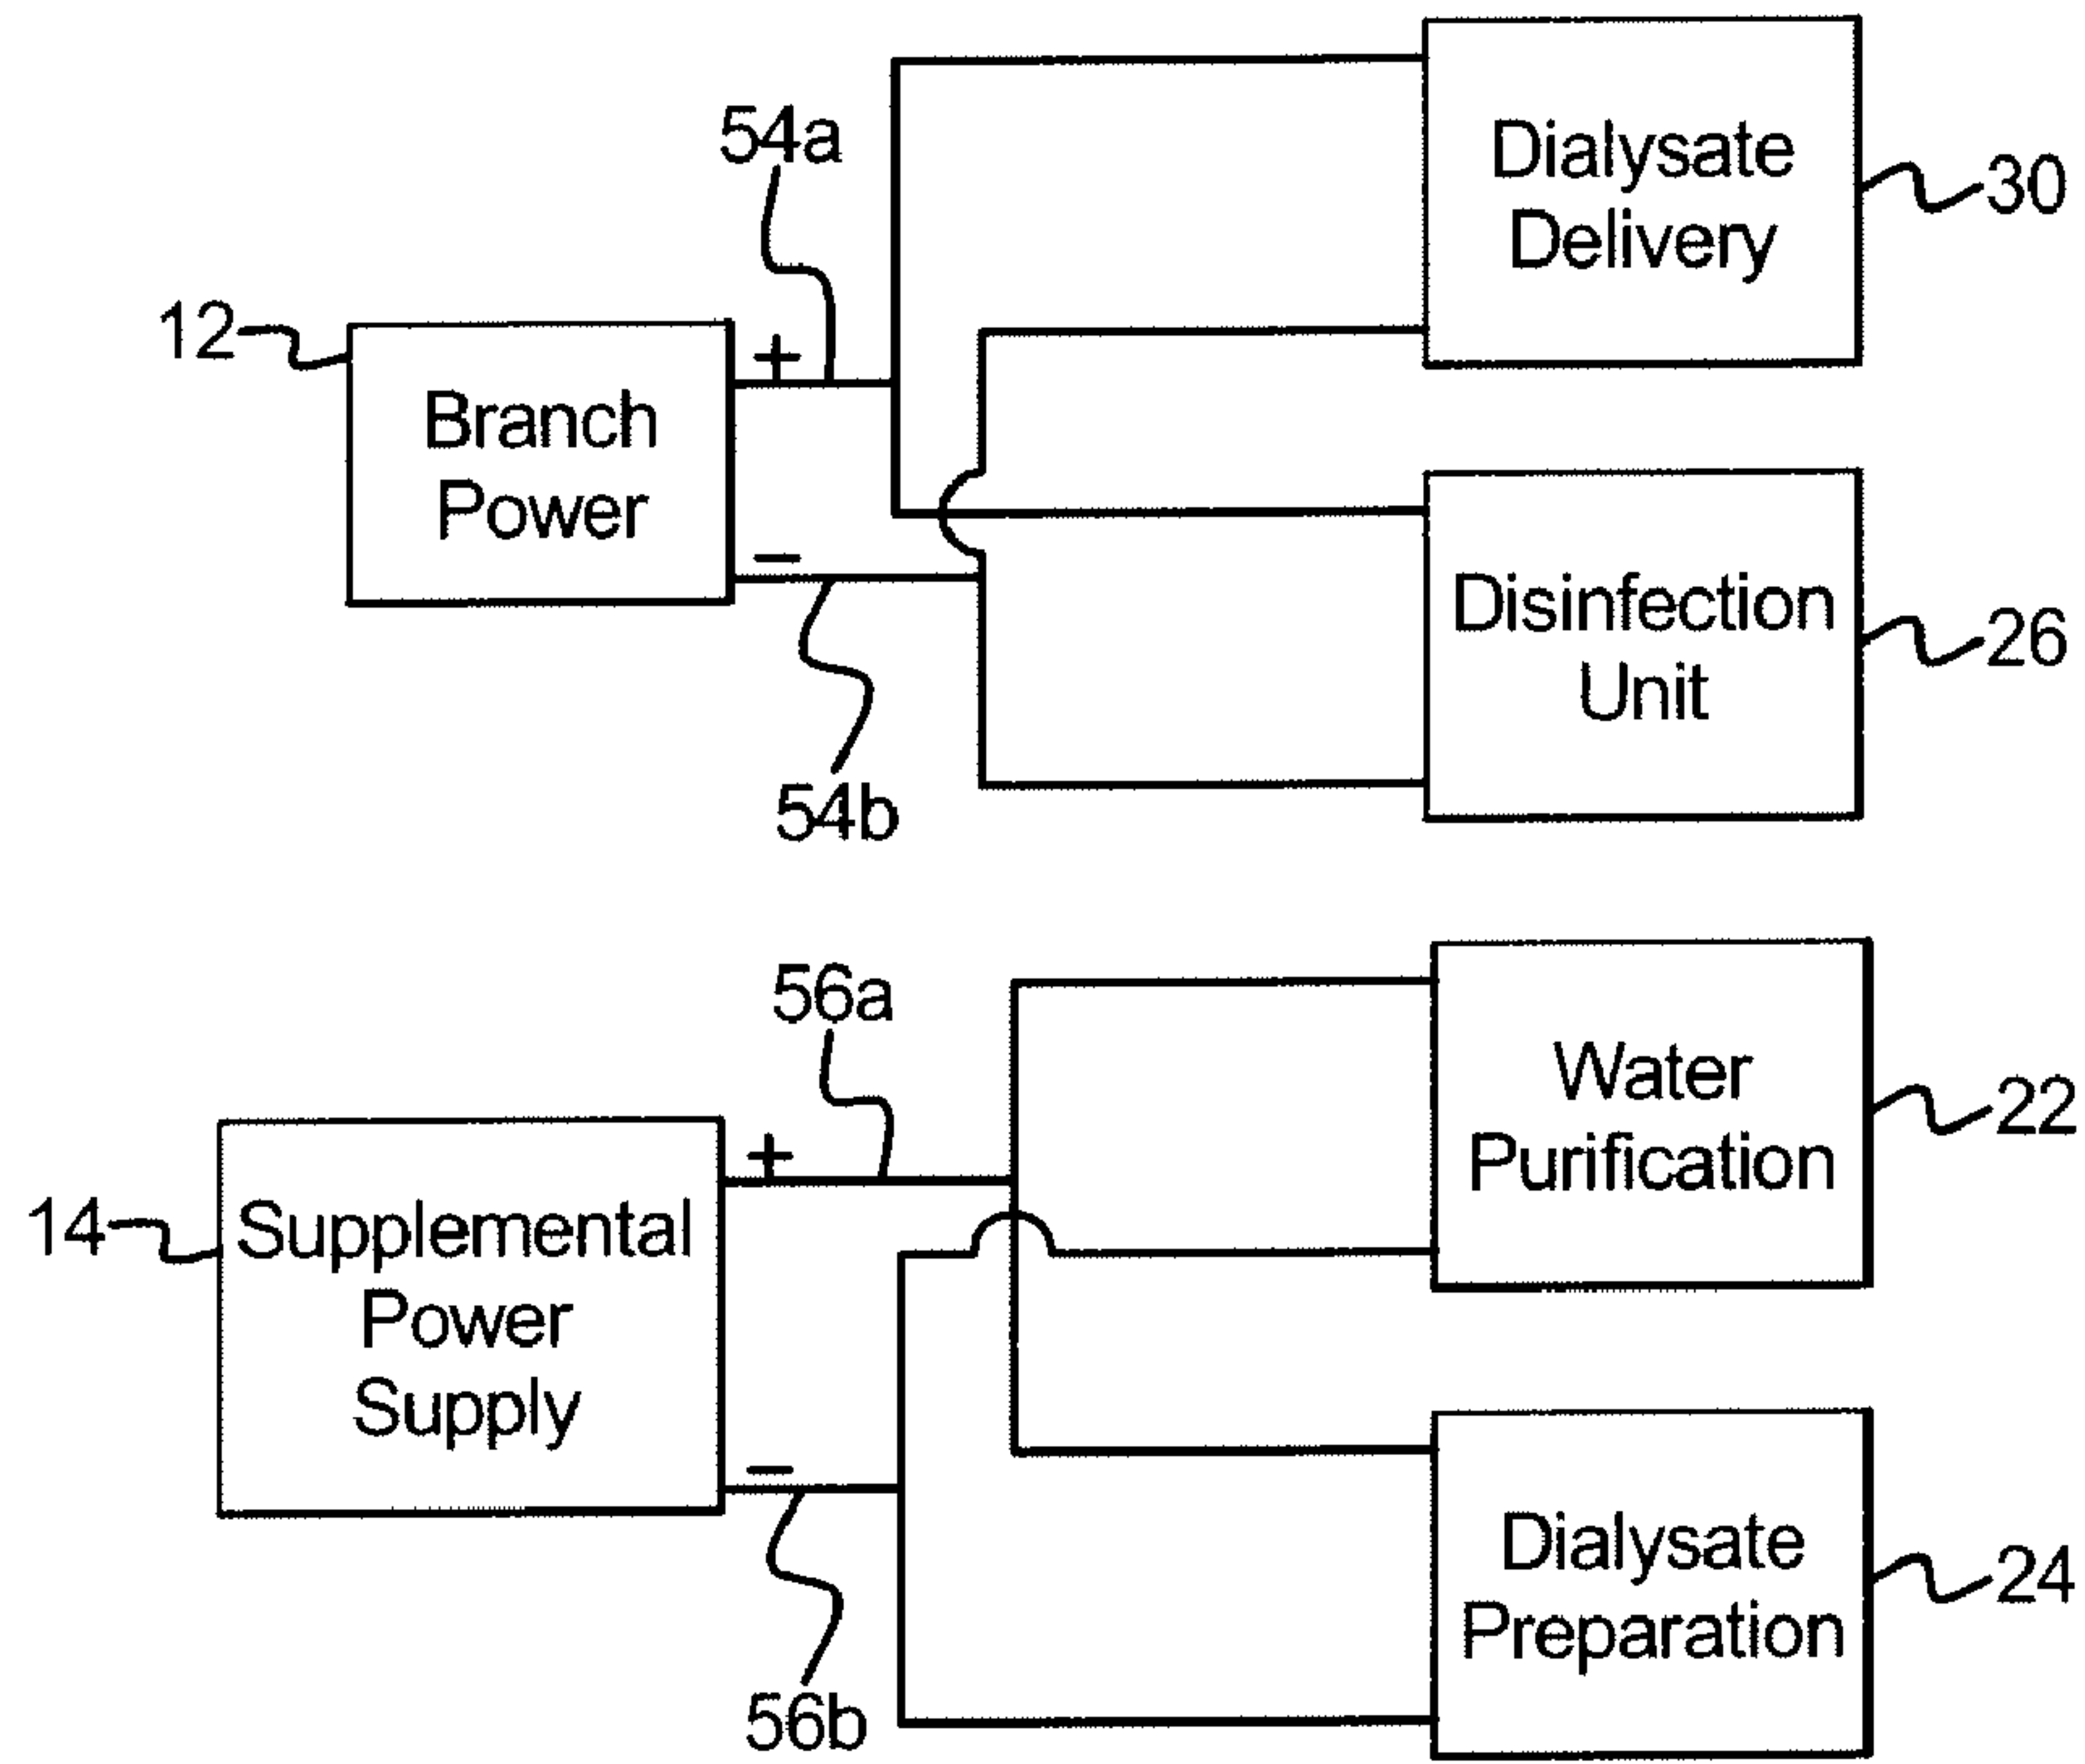 54a
Dialysate
Delivery
30
12
+
Branch
Power
−
54b
Disinfection
Unit
26
56a
Water
Purification
22
14
+
Supplemental
Power
Supply
−
56b
Dialysate
Preparation
24